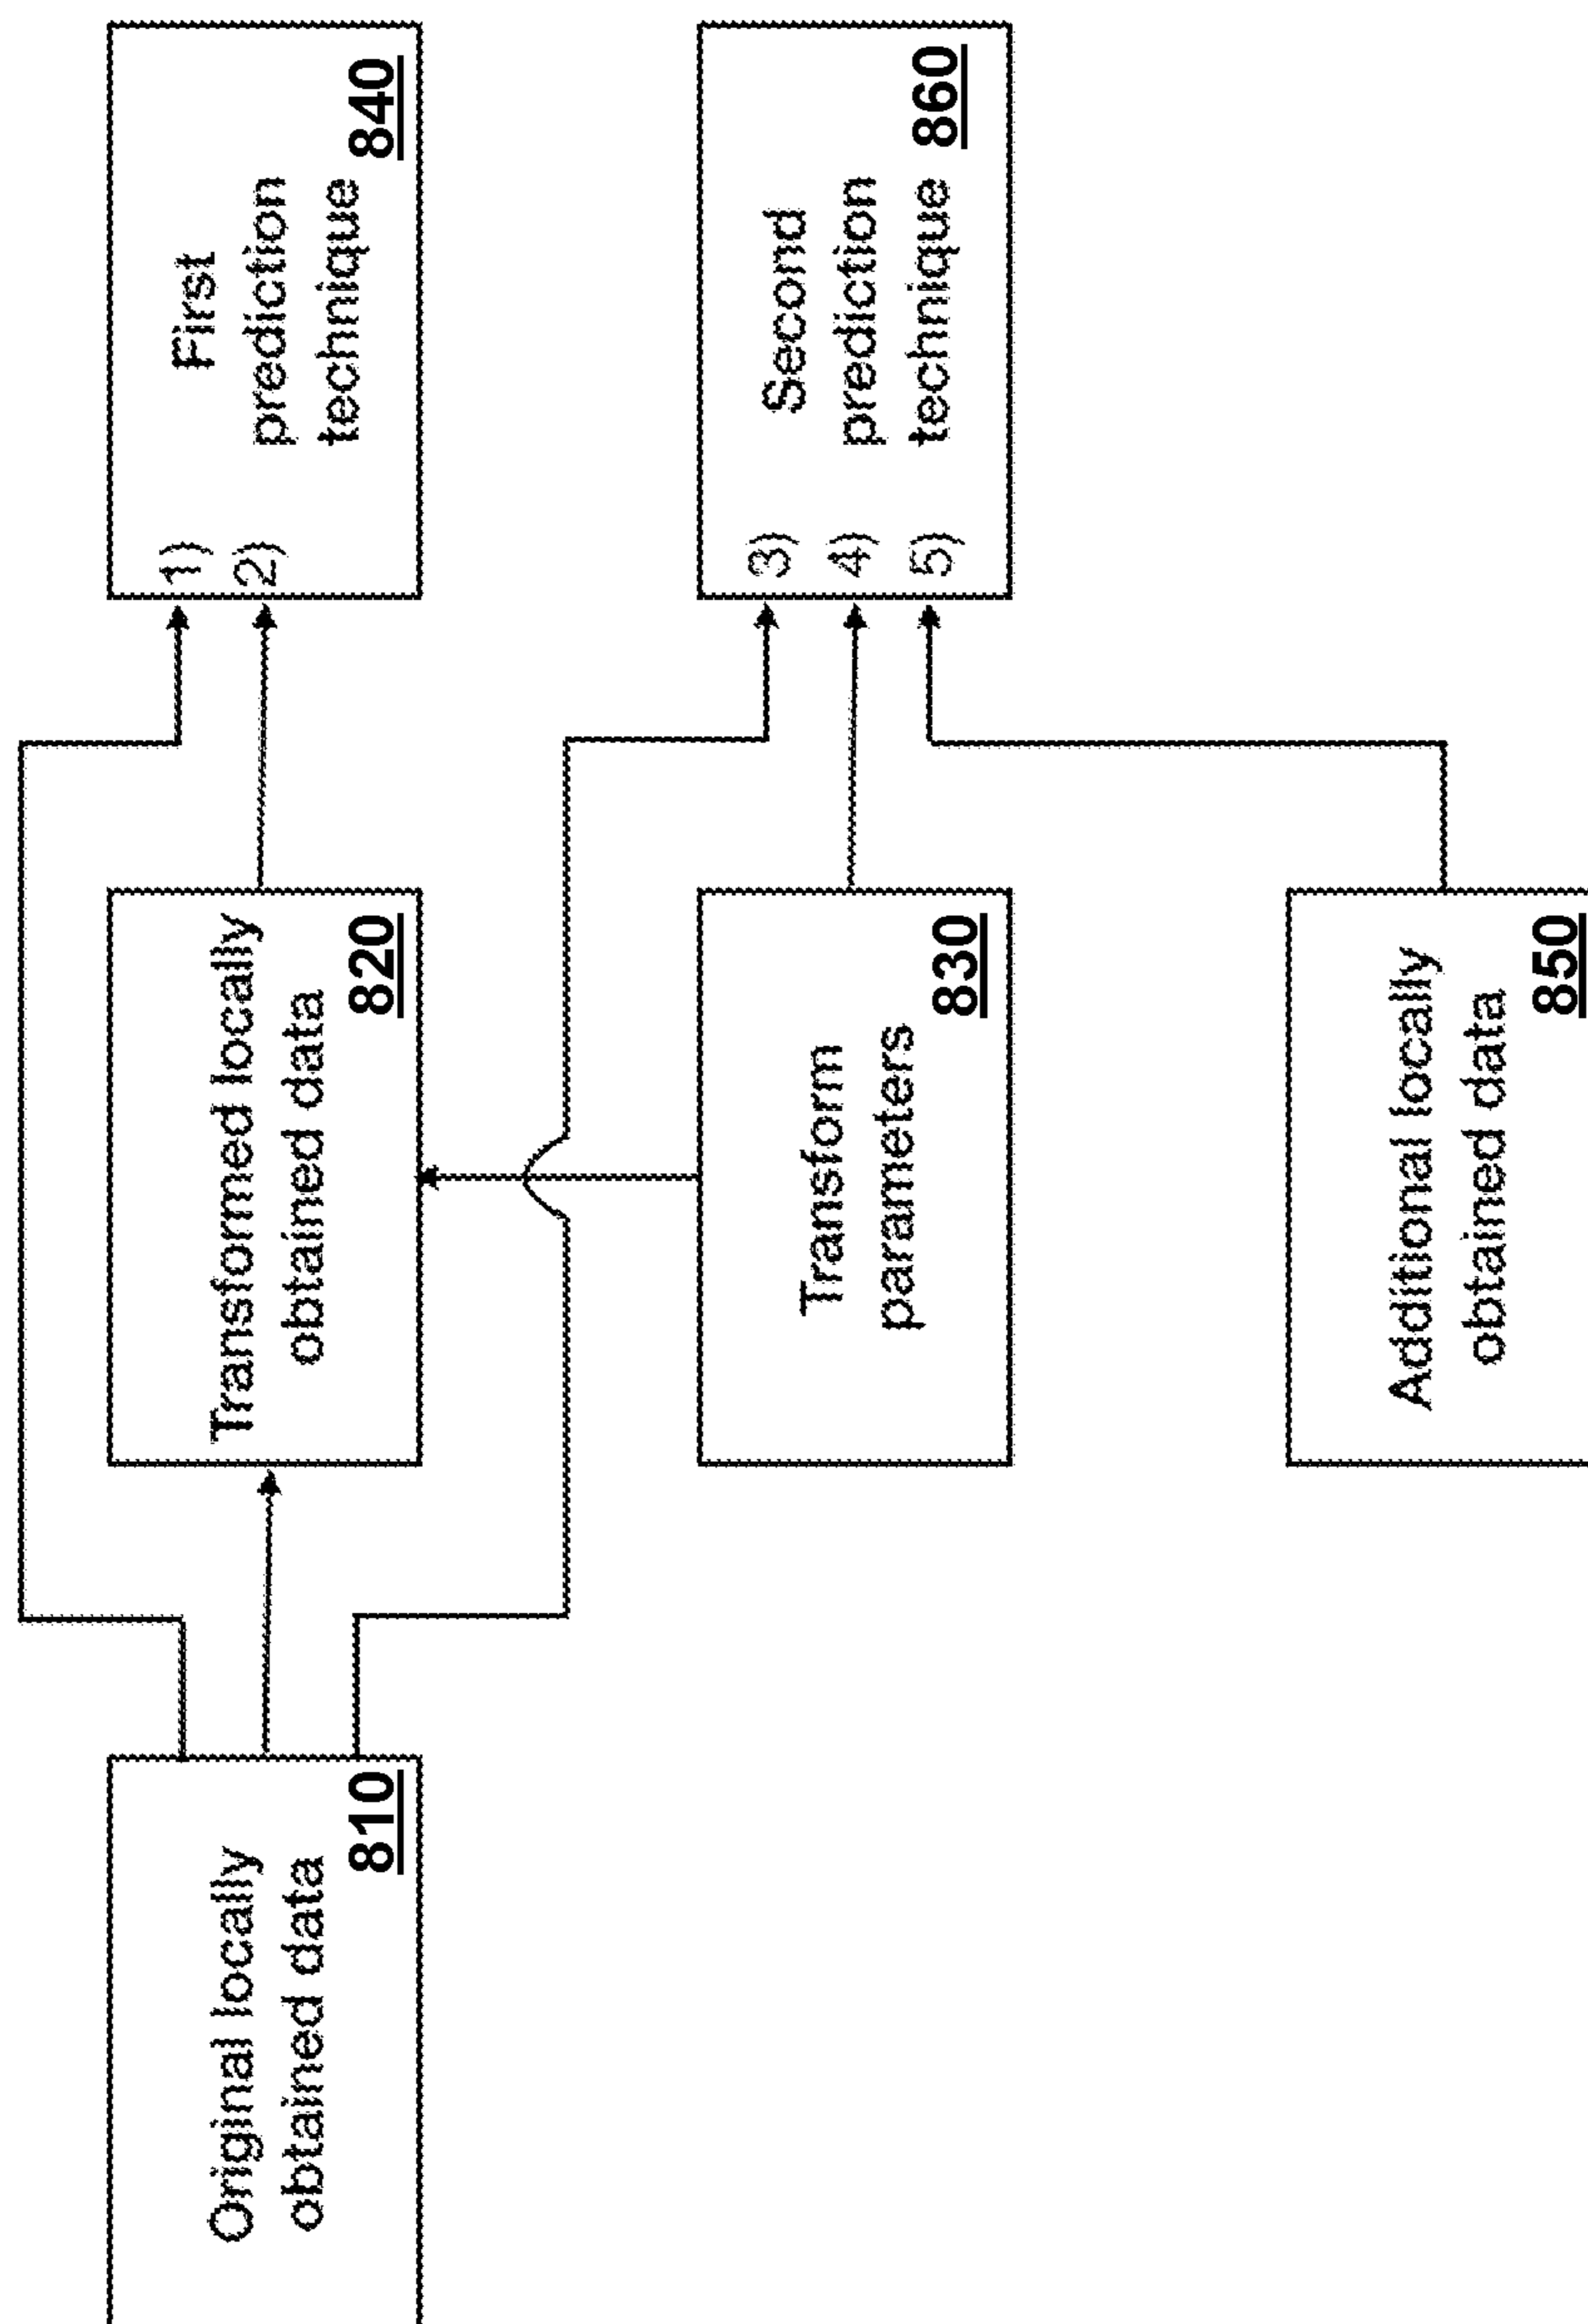 Original locally
obtained data
810
Transformed locally
obtained data
820
First
prediction
technique
840
1)
2)
Transform
parameters
830
Second
prediction
technique
860
3)
4)
5)
Additional locally
obtained data
850